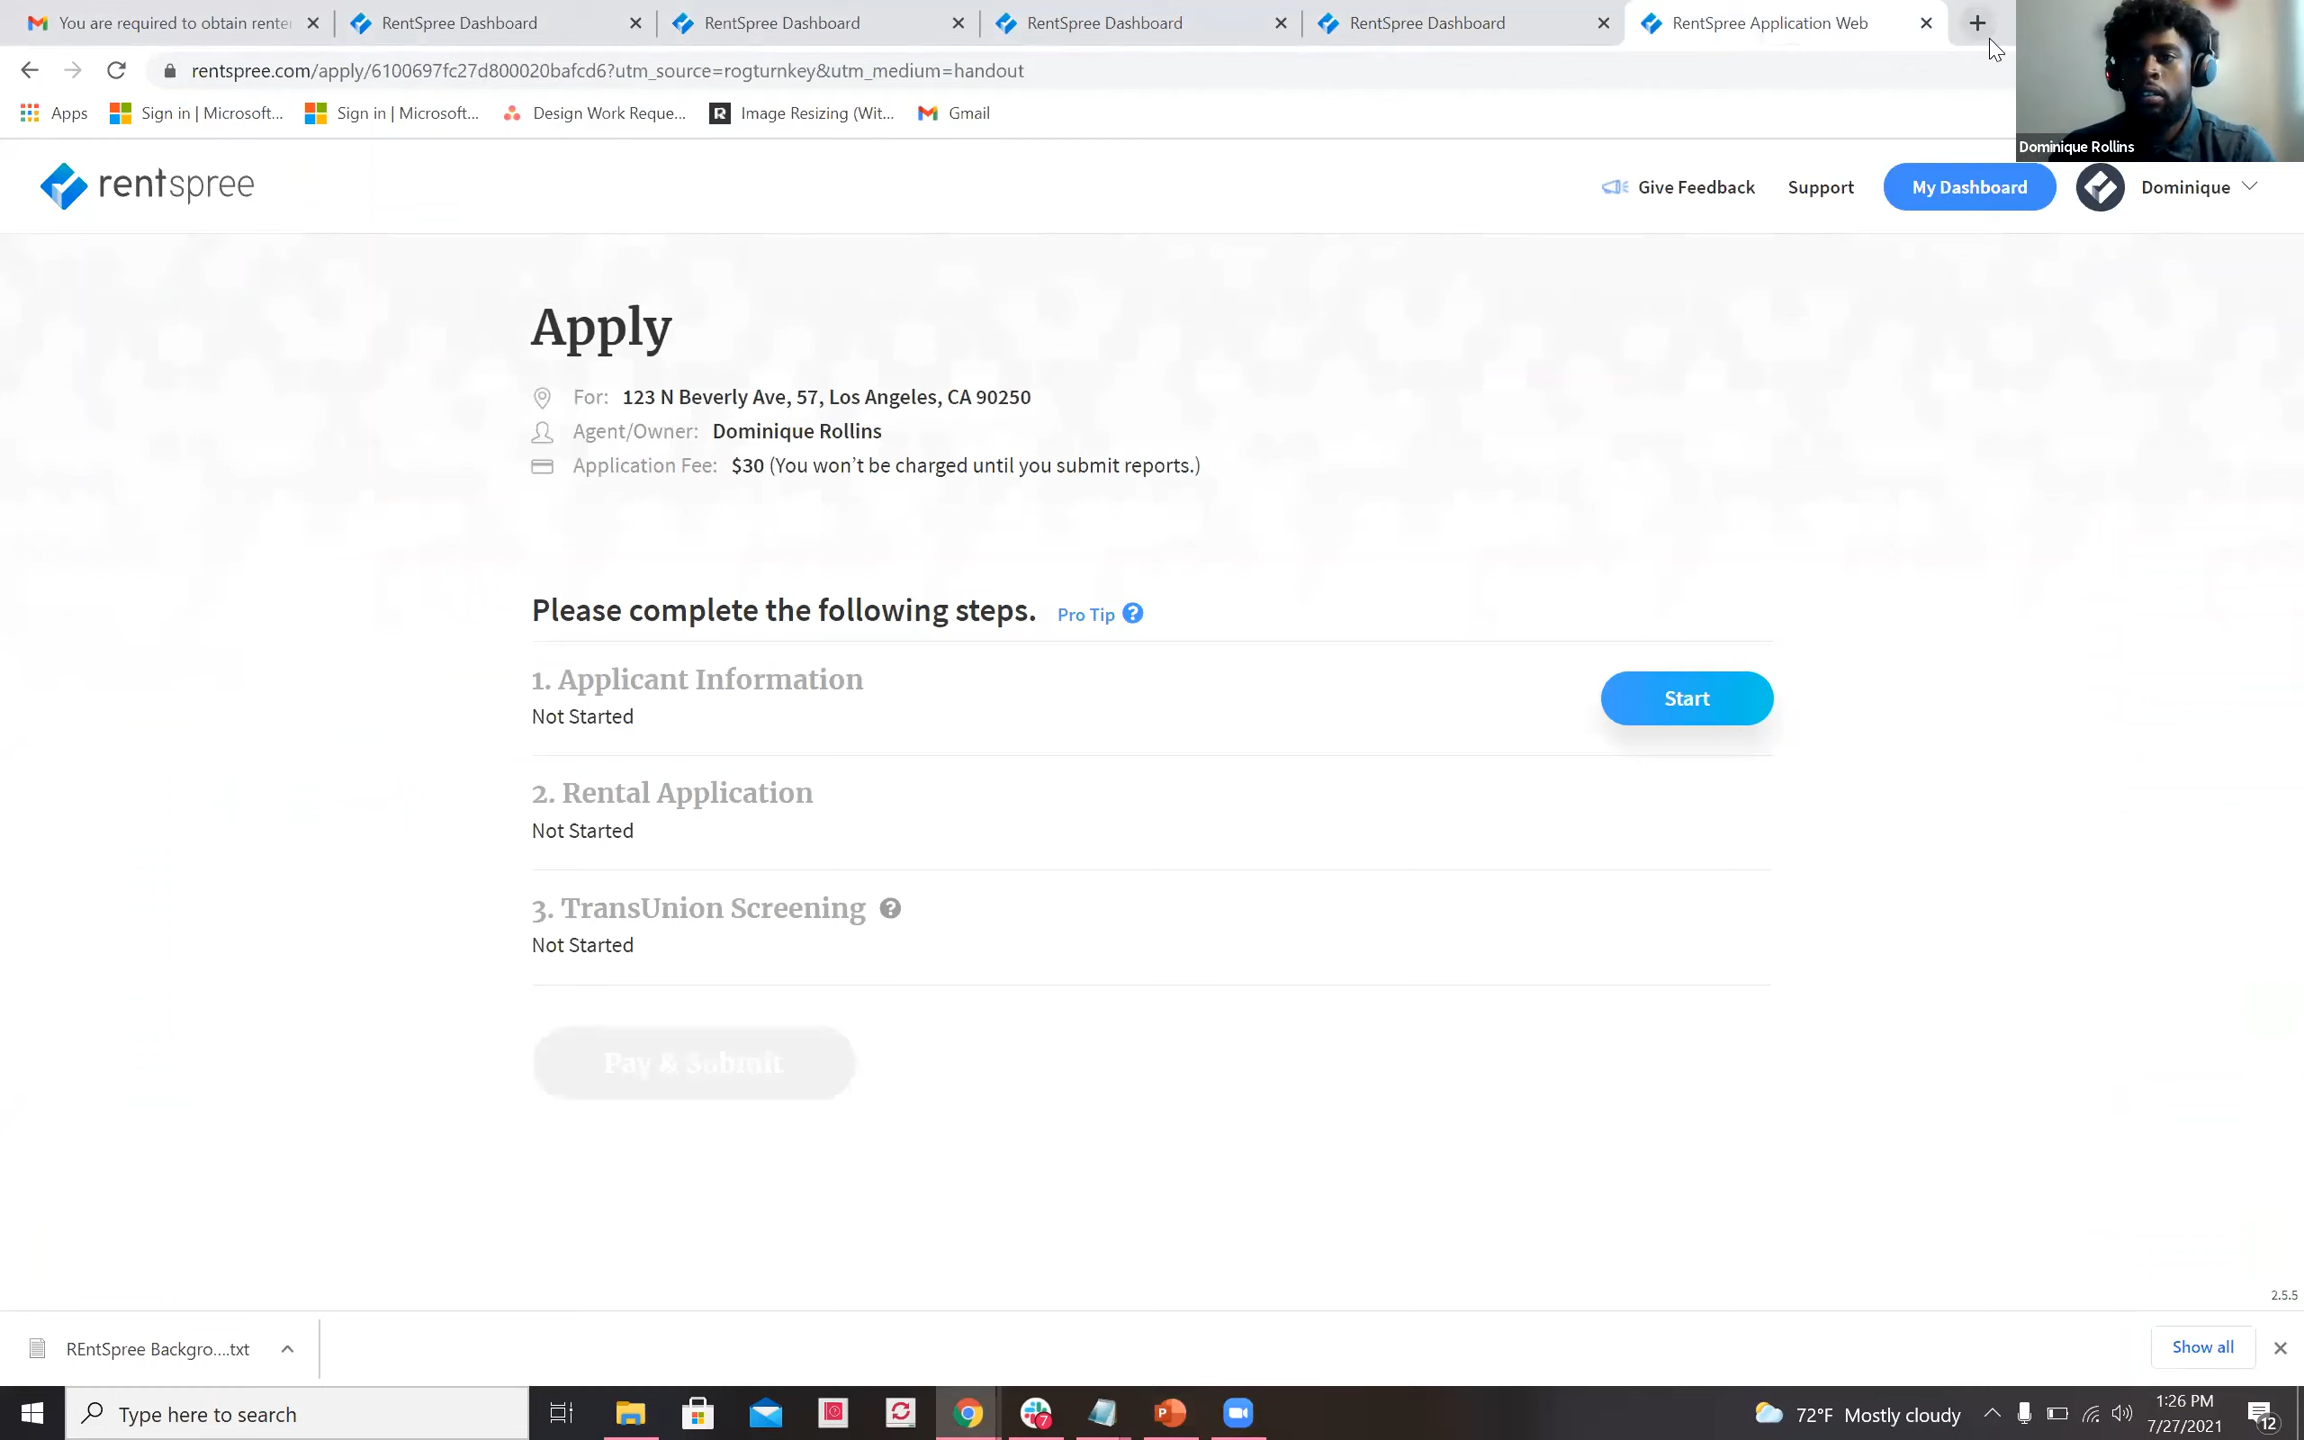 You are required to obtain rente
RentSpree Dashboard
RentSpree Dashboard
RentSpree Dashboard
RentSpree Dashboard
RentSpree Application Web
rentspree.com/apply/6100697fc27d800020bafcd6?utm_source=rogturnkey&utm_medium=handout
Apps
Sign in | Microsoft...
Sign in | Microsoft...
Design Work Reque...
Image Resizing (Wit...
Gmail
Dominique Rollins
rentspree
Give Feedback
Support
My Dashboard
Dominique
Apply
For: 123 N Beverly Ave, 57, Los Angeles, CA 90250
Agent/Owner: Dominique Rollins
Application Fee: $30 (You won't be charged until you submit reports.)
Please complete the following steps. Pro Tip ?
1. Applicant Information
Not Started
Start
2. Rental Application
Not Started
3. TransUnion Screening ?
Not Started
Pay & Submit
2.5.5
REntSpree Backgro....txt
Show all
Type here to search
7
72°F Mostly cloudy
1:26 PM
7/27/2021
12